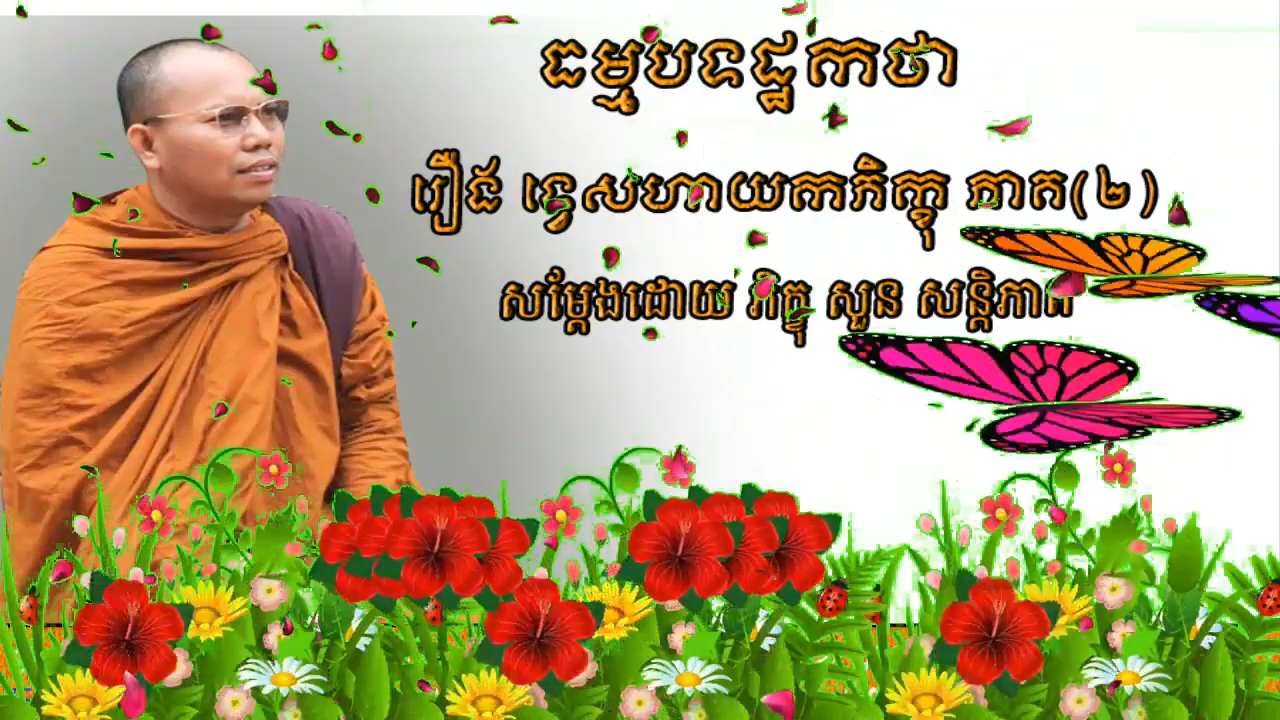 ធម្មបទដ្ឋកថា
រឿង ទ្វេសហាយកភិក្ខុ ភាគ(២)
សម្ដែងដោយ ភិក្ខុ សួន សន្តិភាព